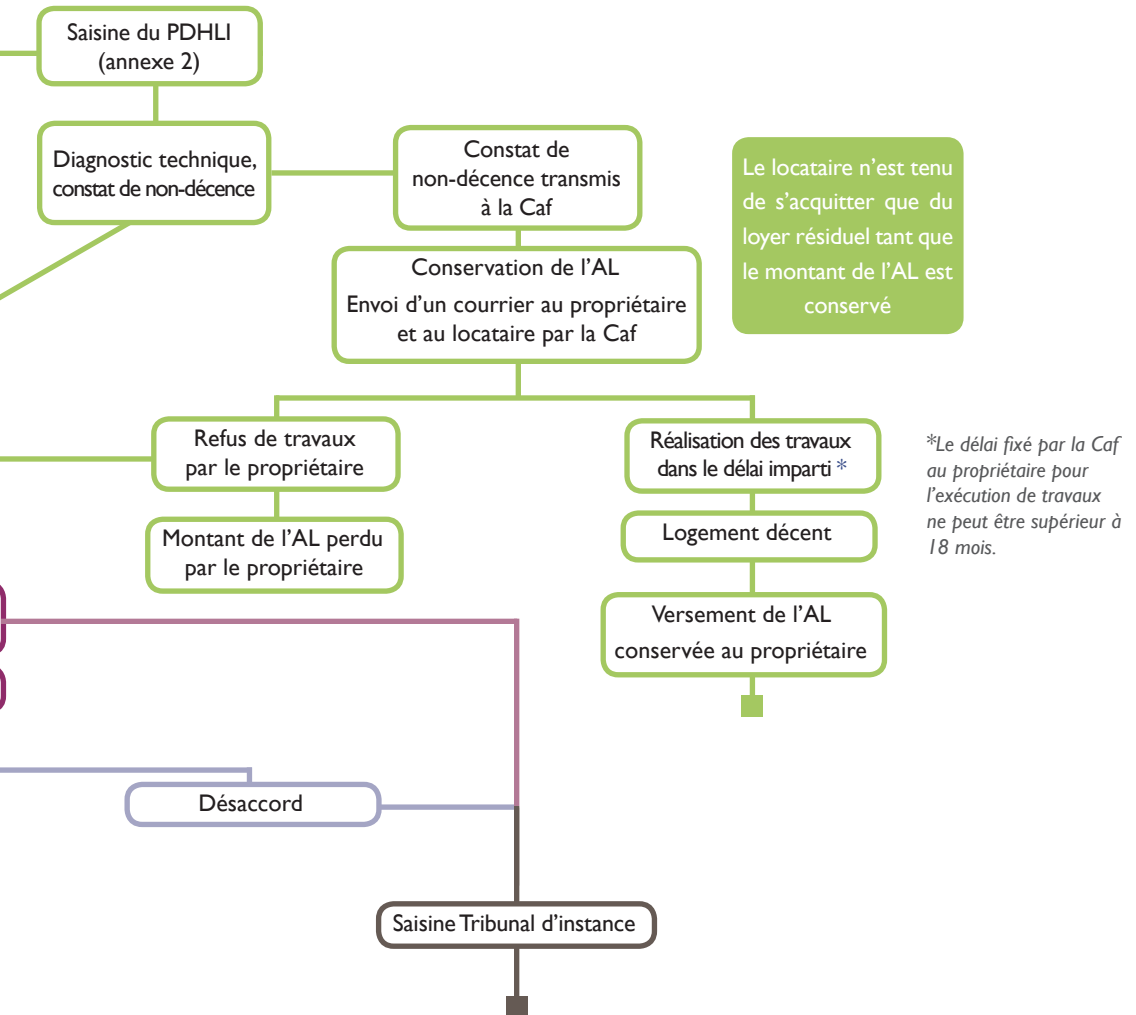 Saisine du PDHLI
(annexe 2)
Diagnostic technique,
constat de non-décence
Constat de
non-décence transmis
à la Caf
Le locataire n'est tenu
de s'acquitter que du
loyer résiduel tant que
le montant de l'AL est
conservé
Conservation de l'AL
Envoi d'un courrier au propriétaire
et au locataire par la Caf
Refus de travaux
par le propriétaire
Réalisation des travaux
dans le délai imparti *
*Le délai fixé par la Caf
au propriétaire pour
l'exécution de travaux
ne peut être supérieur à
18 mois.
Montant de l'AL perdu
par le propriétaire
Logement décent
Versement de l'AL
conservée au propriétaire
Désaccord
Saisine Tribunal d'instance